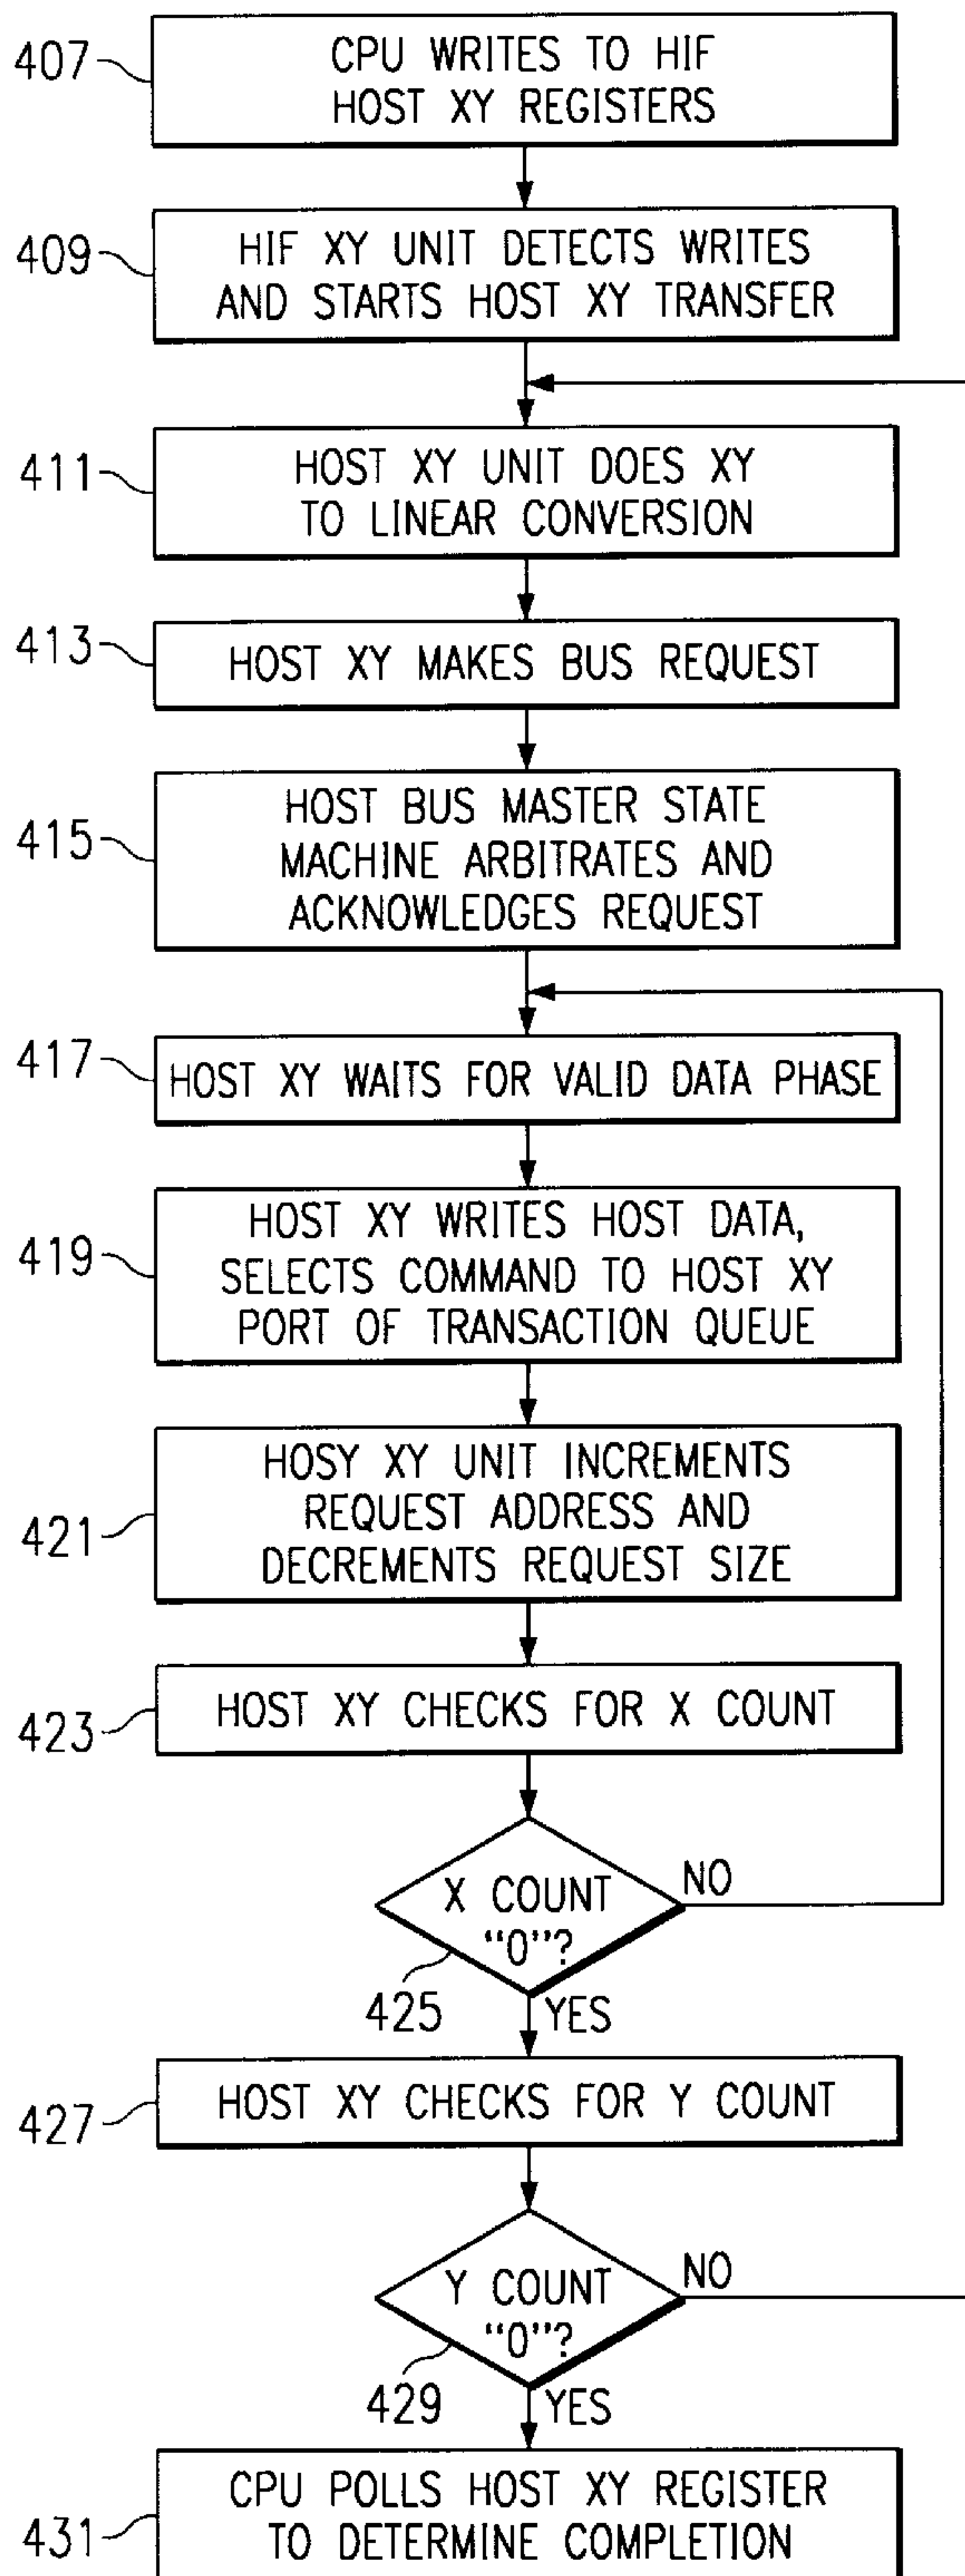 407
CPU WRITES TO HIF
HOST XY REGISTERS
409
HIF XY UNIT DETECTS WRITES
AND STARTS HOST XY TRANSFER
411
HOST XY UNIT DOES XY
TO LINEAR CONVERSION
413
HOST XY MAKES BUS REQUEST
415
HOST BUS MASTER STATE
MACHINE ARBITRATES AND
ACKNOWLEDGES REQUEST
417
HOST XY WAITS FOR VALID DATA PHASE
419
HOST XY WRITES HOST DATA,
SELECTS COMMAND TO HOST XY
PORT OF TRANSACTION QUEUE
421
HOSY XY UNIT INCREMENTS
REQUEST ADDRESS AND
DECREMENTS REQUEST SIZE
423
HOST XY CHECKS FOR X COUNT
X COUNT
"0"?
NO
425
YES
427
HOST XY CHECKS FOR Y COUNT
Y COUNT
"0"?
NO
429
YES
431
CPU POLLS HOST XY REGISTER
TO DETERMINE COMPLETION